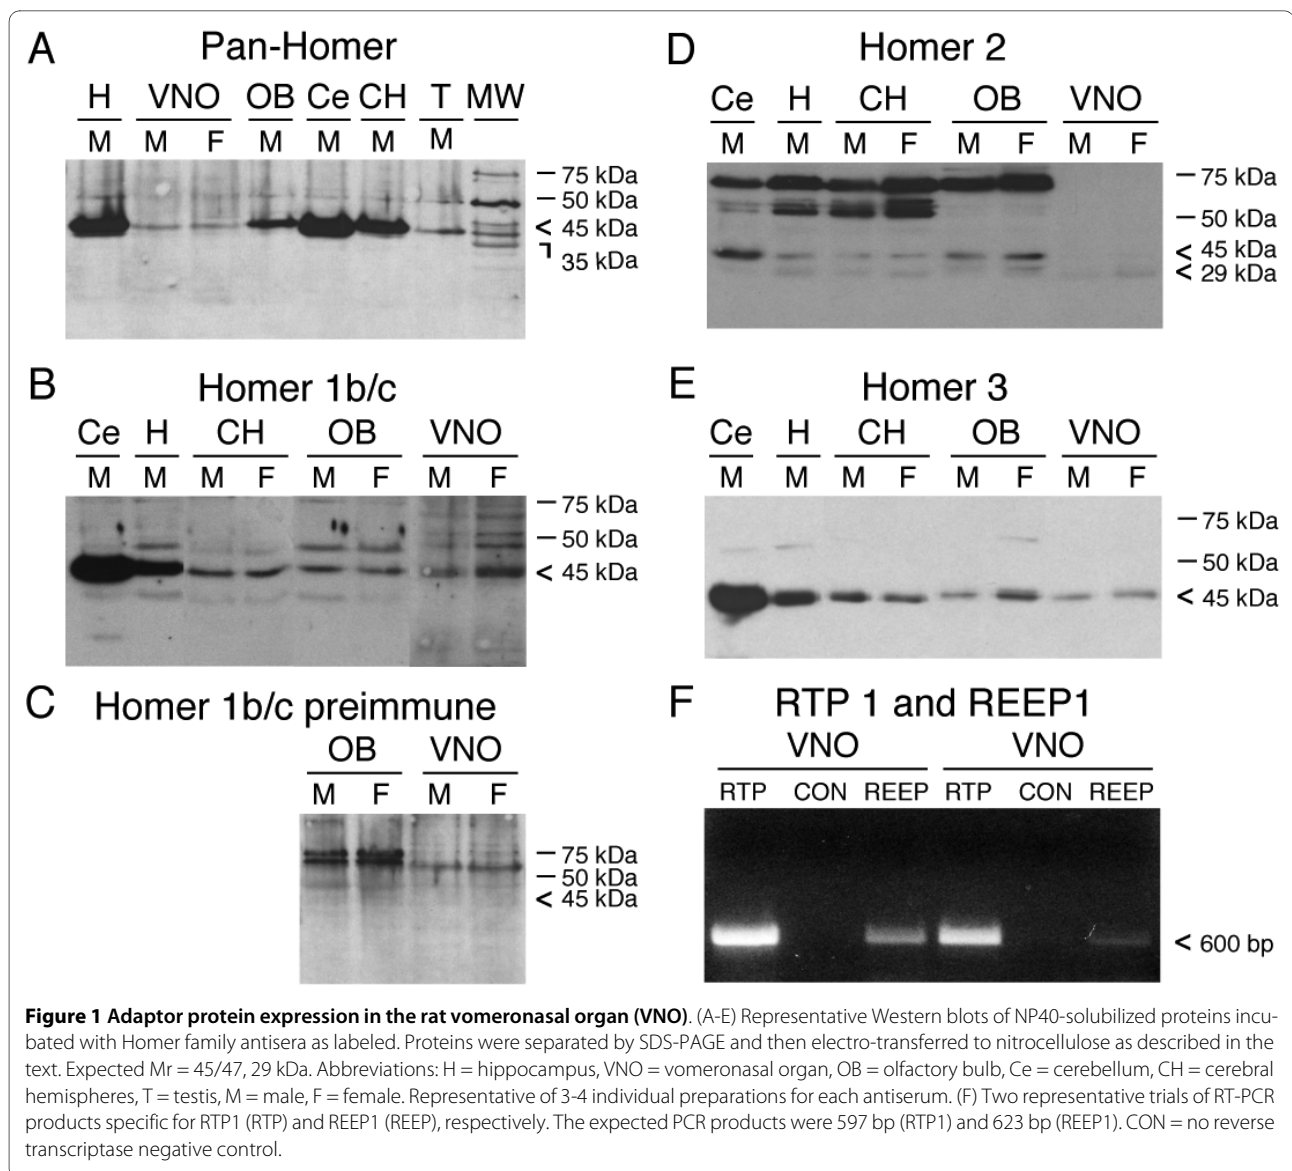 A
Pan-Homer
H VNO OB Ce CH T MW
M M F M M M M
75 kDa
50 kDa
< 45 kDa
35 kDa
B
Homer 1b/c
Ce H CH OB VNO
M M M F M F M F
75 kDa
50 kDa
< 45 kDa
C
Homer 1b/c preimmune
OB VNO
M F M F
75 kDa
50 kDa
< 45 kDa
D
Homer 2
Ce H CH OB VNO
M M M F M F M F
75 kDa
50 kDa
< 45 kDa
< 29 kDa
E
Homer 3
Ce H CH OB VNO
M M M F M F M F
75 kDa
50 kDa
< 45 kDa
F
RTP 1 and REEP1
VNO VNO
RTP CON REEP RTP CON REEP
< 600 bp
Figure 1 Adaptor protein expression in the rat vomeronasal organ (VNO). (A-E) Representative Western blots of NP40-solubilized proteins incu-
bated with Homer family antisera as labeled. Proteins were separated by SDS-PAGE and then electro-transferred to nitrocellulose as described in the
text. Expected Mr = 45/47, 29 kDa. Abbreviations: H = hippocampus, VNO = vomeronasal organ, OB = olfactory bulb, Ce = cerebellum, CH = cerebral
hemispheres, T = testis, M = male, F = female. Representative of 3-4 individual preparations for each antiserum. (F) Two representative trials of RT-PCR
products specific for RTP1 (RTP) and REEP1 (REEP), respectively. The expected PCR products were 597 bp (RTP1) and 623 bp (REEP1). CON = no reverse
transcriptase negative control.